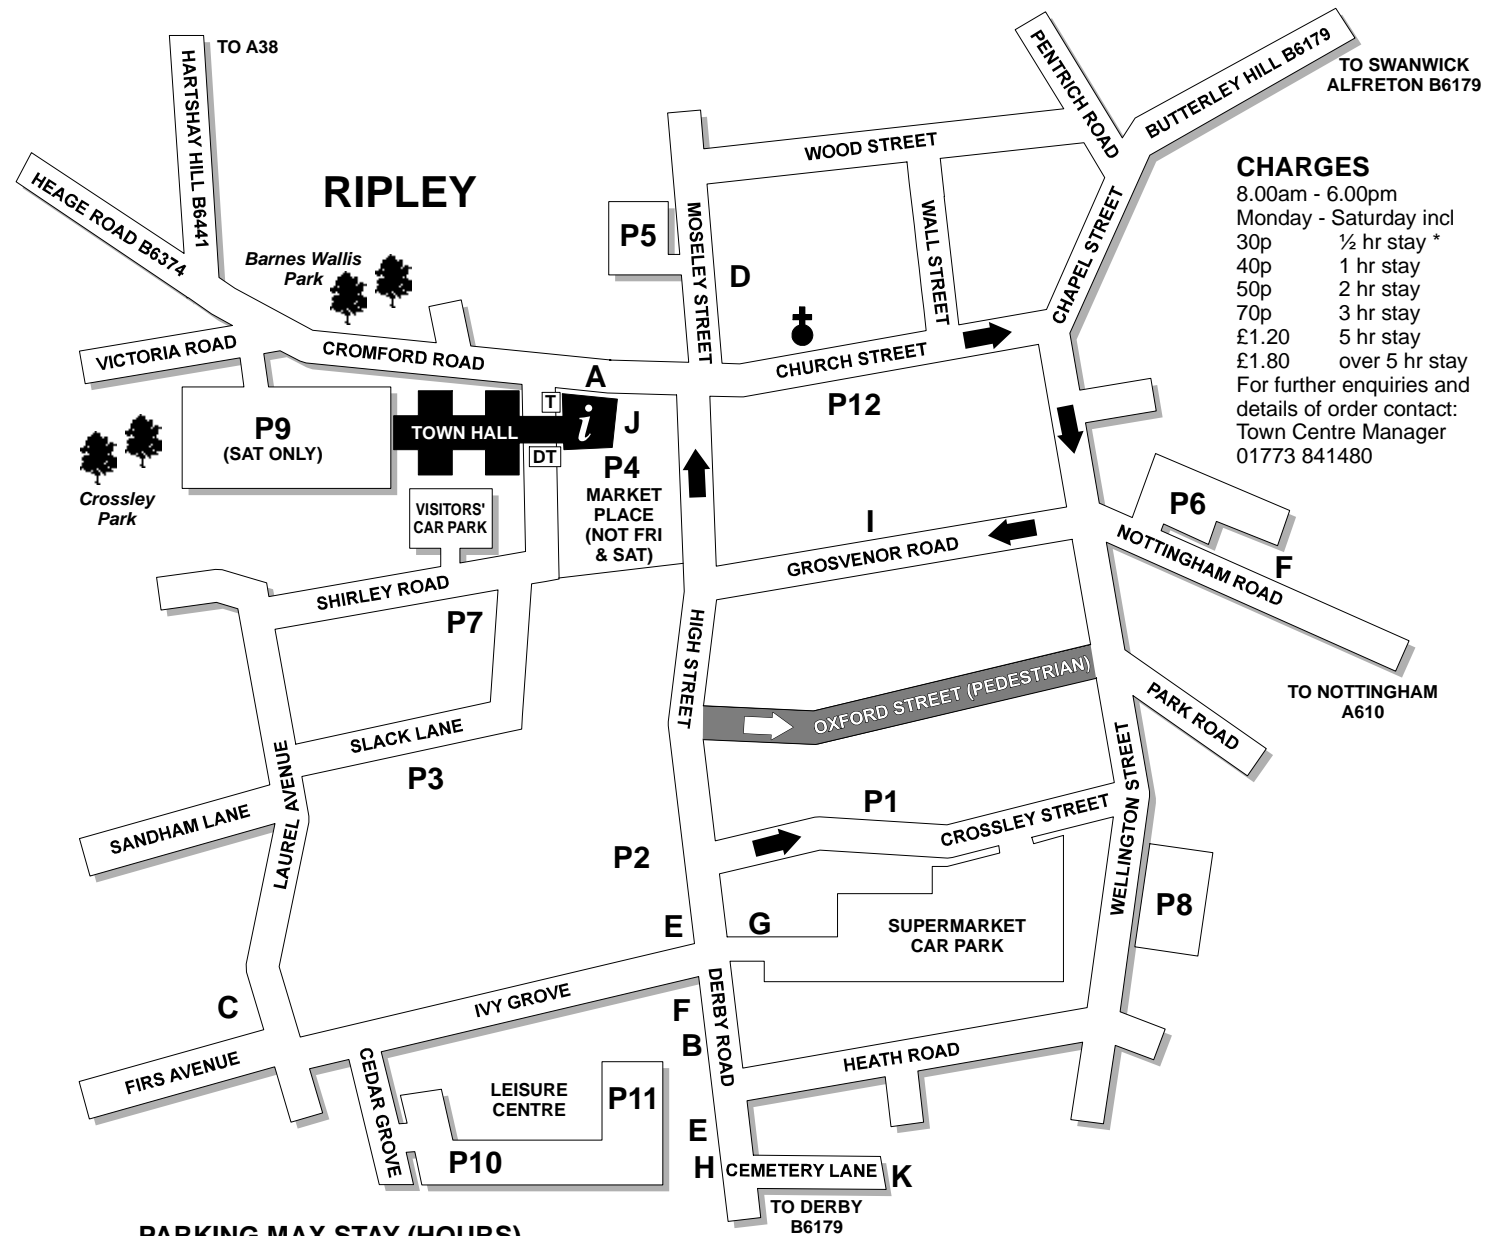 HARTSHAY HILL B6441
TO A38
HEAGE ROAD B6374
RIPLEY
Barnes Wallis
Park
VICTORIA ROAD
CROMFORD ROAD
P5
MOSELEY STREET
D
WOOD STREET
WALL STREET
PENTRICH ROAD
BUTTERLEY HILL B6179
TO SWANWICK
ALFRETON B6179
CHAPEL STREET
CHURCH STREET
P12
CHARGES
8.00am - 6.00pm
Monday - Saturday incl
30p ½ hr stay *
40p 1 hr stay
50p 2 hr stay
70p 3 hr stay
£1.20 5 hr stay
£1.80 over 5 hr stay
For further enquiries and
details of order contact:
Town Centre Manager
01773 841480
P9
(SAT ONLY)
Crossley
Park
TOWN HALL
A
T
i
J
DT
P4
MARKET
PLACE
(NOT FRI
& SAT)
VISITORS'
CAR PARK
I
GROSVENOR ROAD
P6
F
NOTTINGHAM ROAD
TO NOTTINGHAM
A610
SHIRLEY ROAD
P7
HIGH STREET
OXFORD STREET (PEDESTRIAN)
PARK ROAD
SLACK LANE
P3
LAUREL AVENUE
SANDHAM LANE
P2
P1
CROSSLEY STREET
WELLINGTON STREET
P8
E
G
SUPERMARKET
CAR PARK
C
IVY GROVE
F
B
DERBY ROAD
HEATH ROAD
FIRS AVENUE
CEDAR GROVE
LEISURE
CENTRE
P11
P10
E
H
CEMETERY LANE
K
TO DERBY
B6179
PARKING MAX STAY (HOURS)